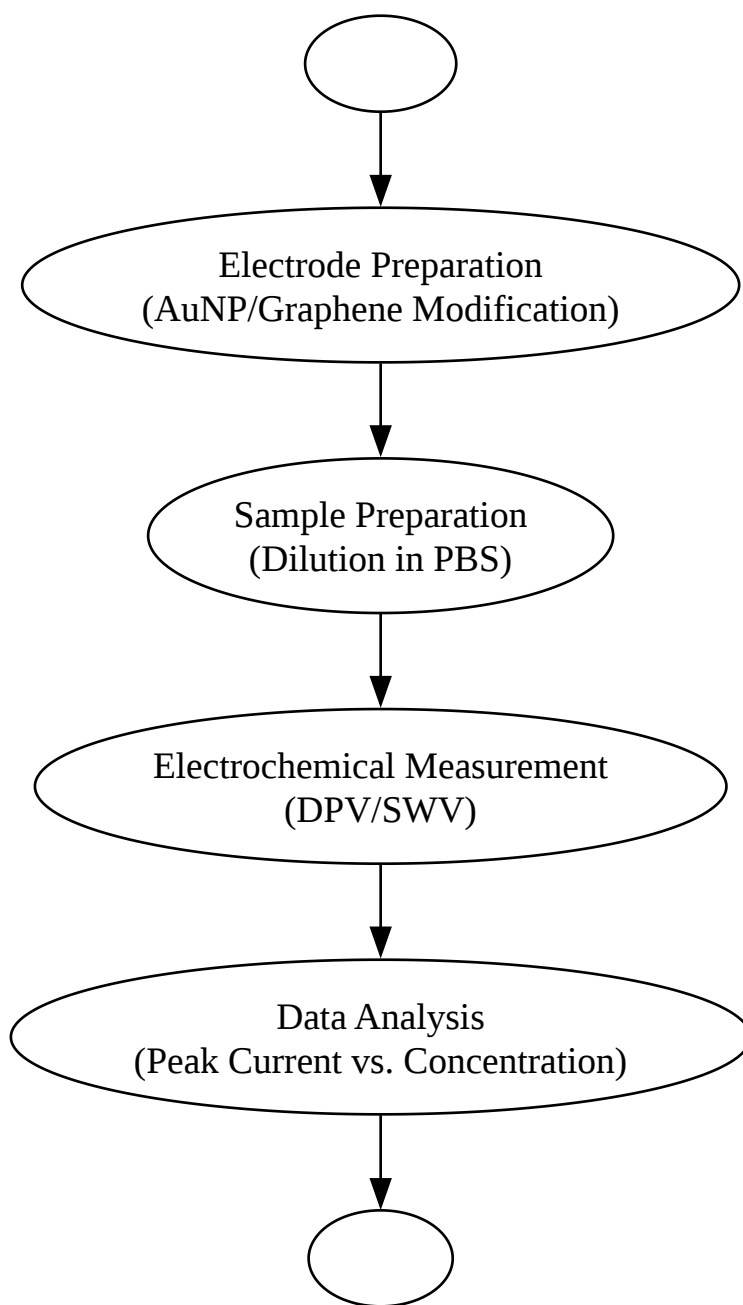 Electrode Preparation
(AuNP/Graphene Modification)
Sample Preparation
(Dilution in PBS)
Electrochemical Measurement
(DPV/SWV)
Data Analysis
(Peak Current vs. Concentration)